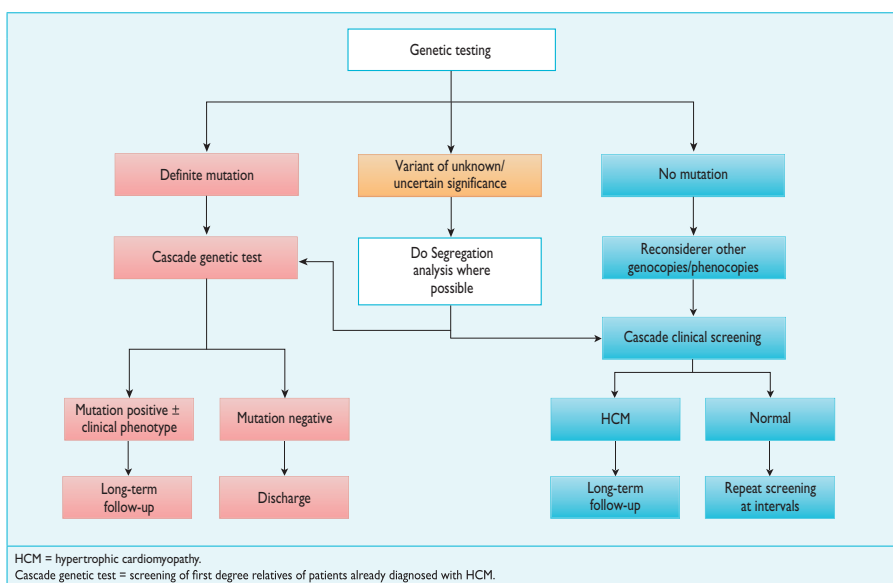 Genetic testing
Definite mutation
Variant of unknown/
uncertain significance
No mutation
Cascade genetic test
Do Segregation
analysis where
possible
Reconsiderer other
genocopies/phenocopies
Cascade clinical screening
Mutation positive ±
clinical phenotype
Mutation negative
HCM
Normal
Long-term
follow-up
Discharge
Long-term
follow-up
Repeat screening
at intervals
HCM = hypertrophic cardiomyopathy.
Cascade genetic test = screening of first degree relatives of patients already diagnosed with HCM.